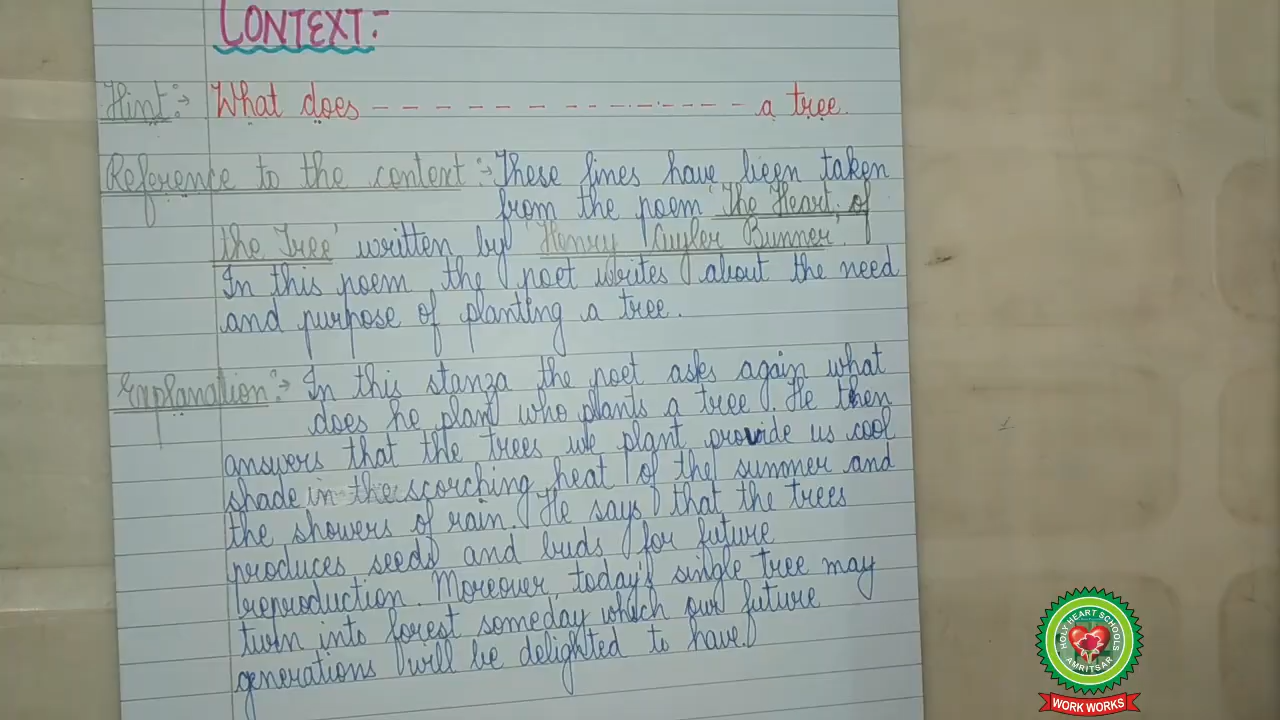 CONTEXT:-
Hint:- What does - - - - - - - - - - - - - - - a tree.
Reference to the context:- These lines have been taken
from the poem 'The Heart of
the Tree' written by 'Henry Cuyler Bunner'.
In this poem, the poet writes about the need
and purpose of planting a tree.
Explanation:- In this stanza the poet asks again what
does he plant who plants a tree. He then
answers that the trees we plant provide us cool
shade in the scorching heat of the summer and
the showers of rain. He says that the trees
produces seeds and buds for future
reproduction. Moreover, today's single tree may
turn into forest someday which our future
generations will be delighted to have.
HOLY HEART SCHOOLS
AMRITSAR
WORK WORKS